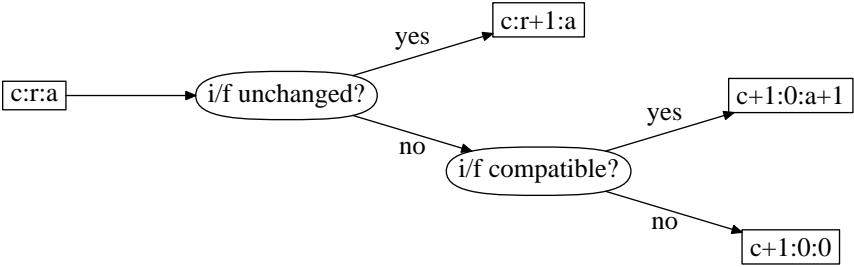 c:r:a
i/f unchanged?
yes
c:r+1:a
no
i/f compatible?
yes
c+1:0:a+1
no
c+1:0:0